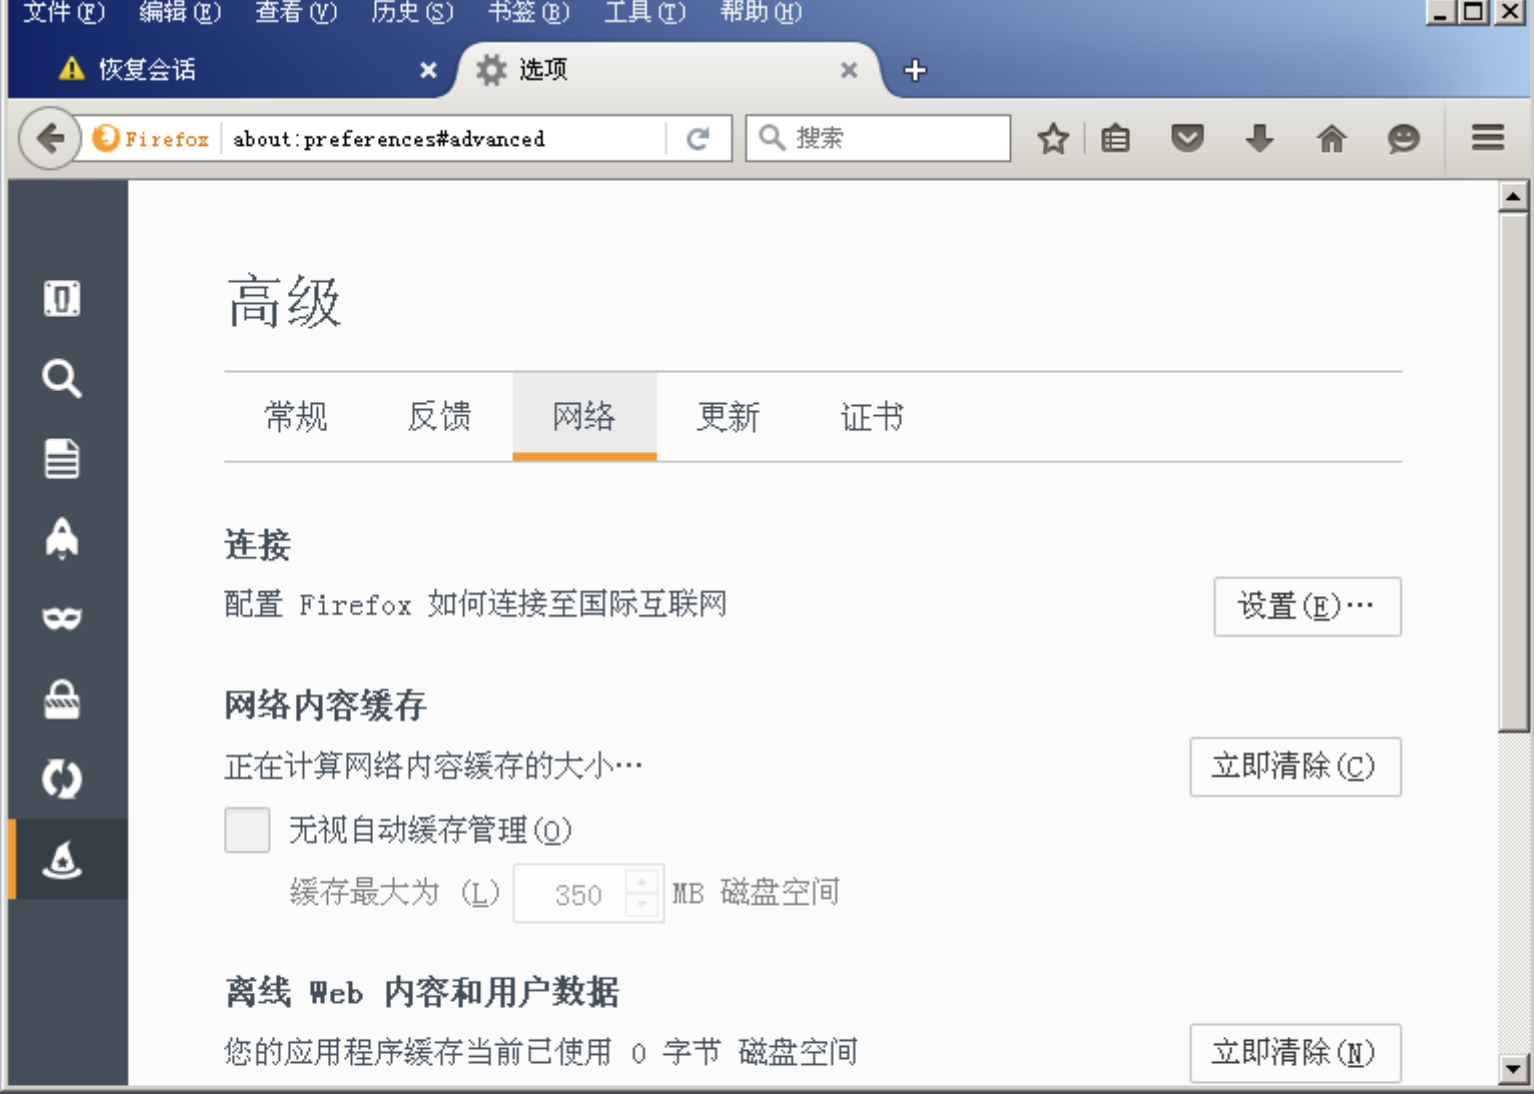 文件(F) 编辑(E) 查看(V) 历史(S) 书签(B) 工具(T) 帮助(H)
恢复会话 选项
Firefox about:preferences#advanced 搜索
高级
常规 反馈 网络 更新 证书
连接
配置 Firefox 如何连接至国际互联网 设置(E)…
网络内容缓存
正在计算网络内容缓存的大小… 立即清除(C)
无视自动缓存管理(O)
缓存最大为 (L) 350 MB 磁盘空间
离线 Web 内容和用户数据
您的应用程序缓存当前已使用 0 字节 磁盘空间 立即清除(N)